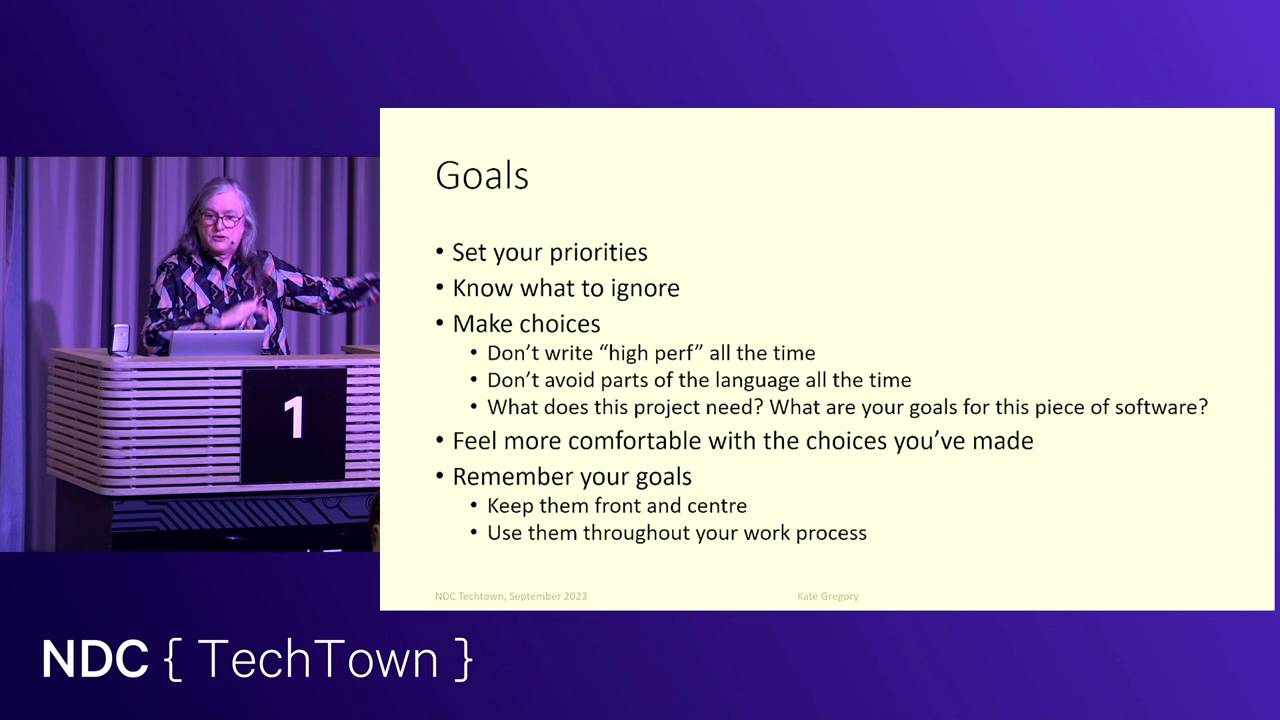 Goals
• Set your priorities
• Know what to ignore
• Make choices
• Don’t write “high perf” all the time
• Don’t avoid parts of the language all the time
• What does this project need? What are your goals for this piece of software?
• Feel more comfortable with the choices you’ve made
• Remember your goals
• Keep them front and centre
• Use them throughout your work process
NDC Techtown, September 2023
Kate Gregory
1
NDC { TechTown }